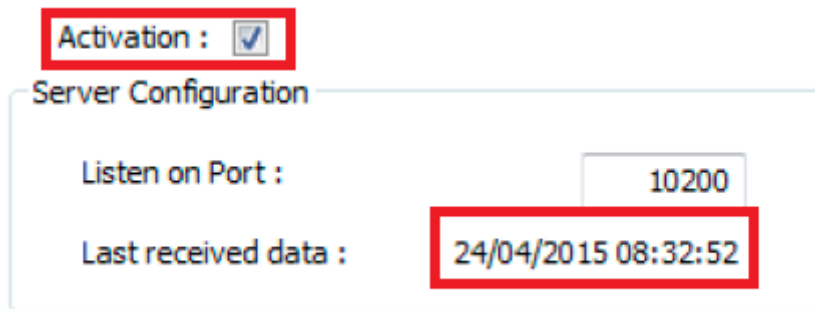 Activation :
Server Configuration
Listen on Port : 10200
Last received data : 24/04/2015 08:32:52